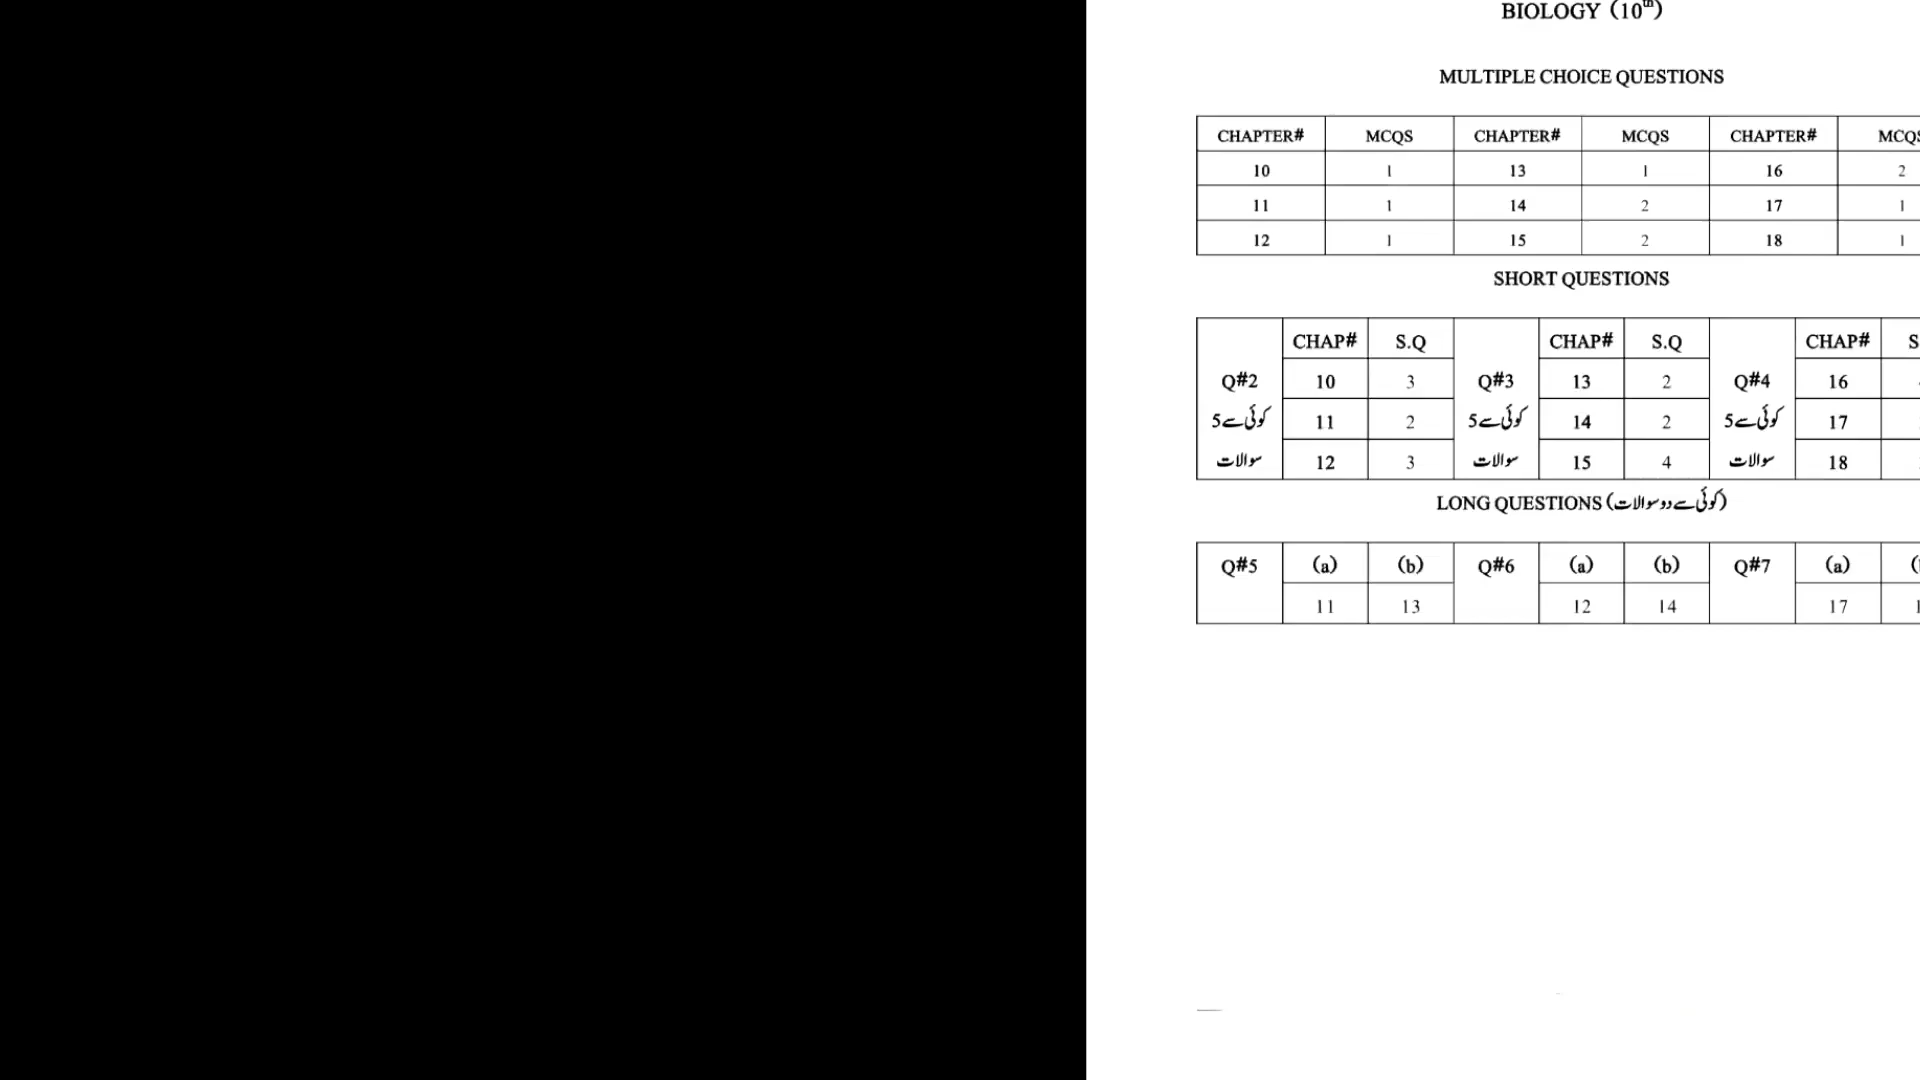 BIOLOGY (10th)
MULTIPLE CHOICE QUESTIONS
CHAPTER# MCQS CHAPTER# MCQS CHAPTER# MCQS
10 1 13 1 16 2
11 1 14 2 17 1
12 1 15 2 18 1
SHORT QUESTIONS
CHAP# S.Q CHAP# S.Q CHAP#
Q#2 10 3 Q#3 13 2 Q#4 16
کوئی سے 5 11 2 کوئی سے 5 14 2 کوئی سے 5 17
سوالات 12 3 سوالات 15 4 سوالات 18
LONG QUESTIONS (کوئی سے دو سوالات)
Q#5 (a) (b) Q#6 (a) (b) Q#7 (a)
11 13 12 14 17